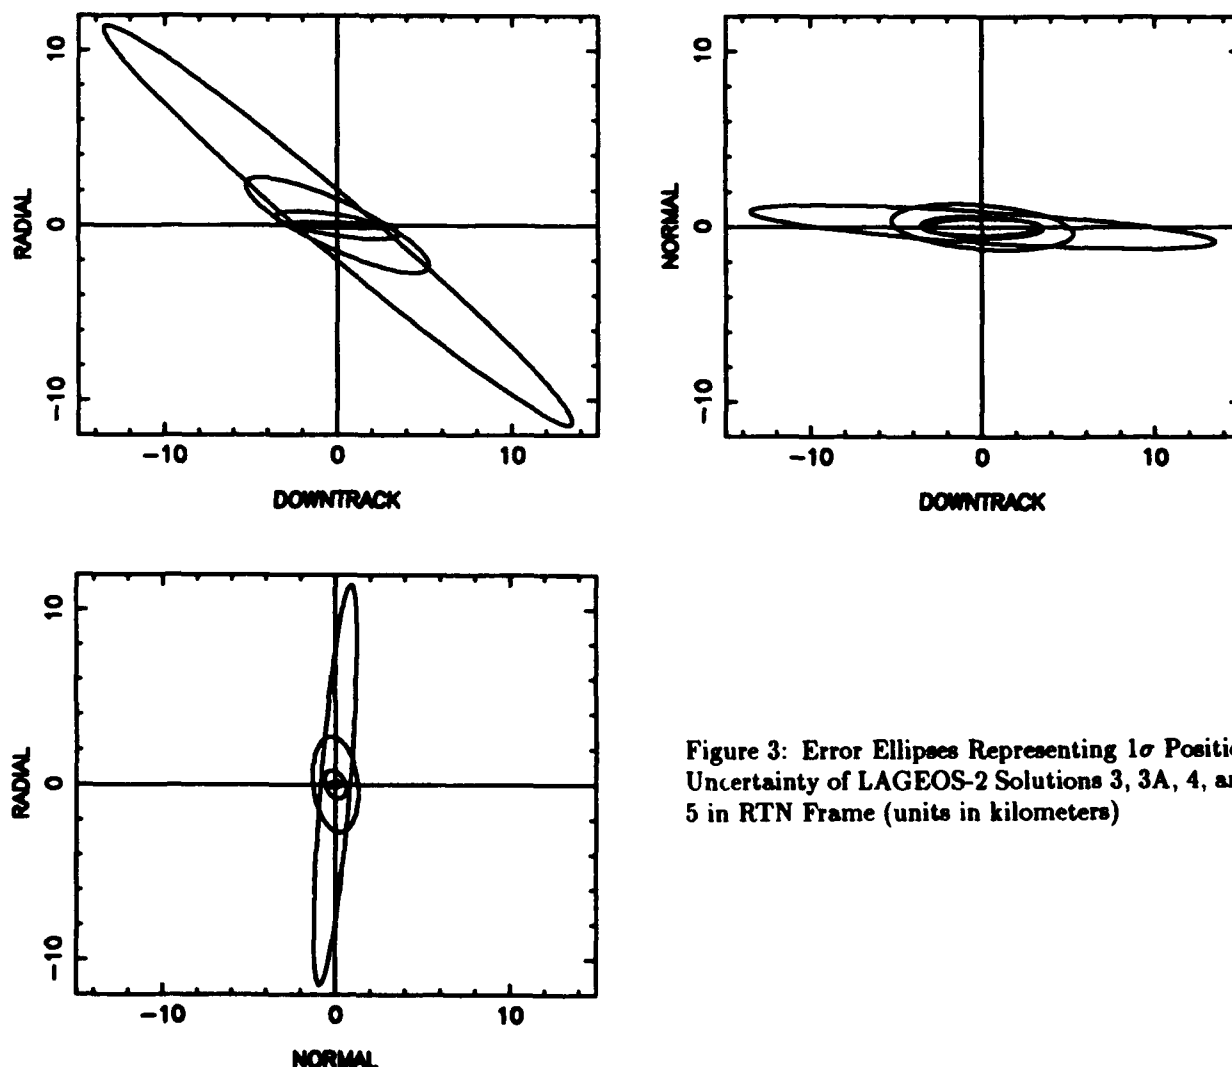 10
0
-10
RADIAL
-10 0 10
DOWNTRACK
10
0
-10
NORMAL
-10 0 10
DOWNTRACK
10
0
-10
RADIAL
-10 0 10
NORMAL
Figure 3: Error Ellipses Representing 1σ Positio
Uncertainty of LAGEOS-2 Solutions 3, 3A, 4, an
5 in RTN Frame (units in kilometers)